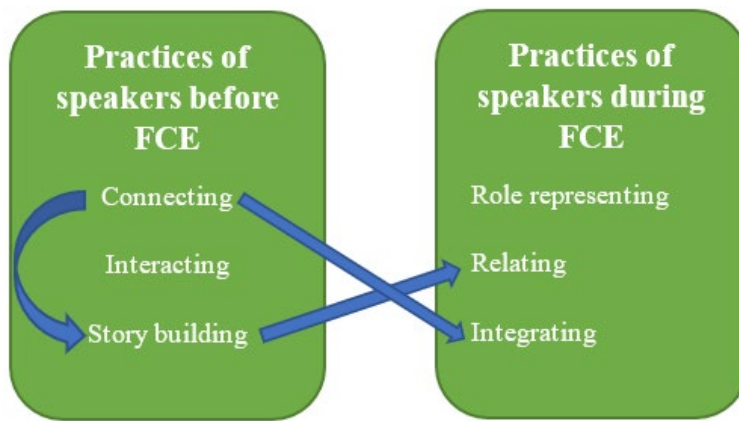 Practices of
speakers before
FCE
Connecting
Interacting
Story building
Practices of
speakers during
FCE
Role representing
Relating
Integrating